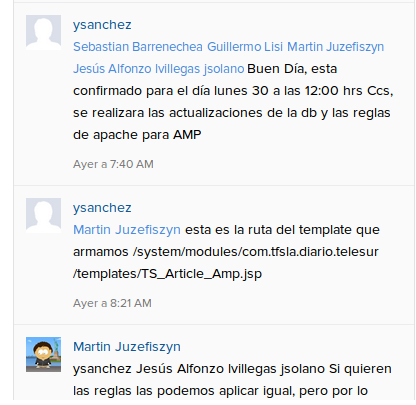 ysanchez
Sebastian Barrenechea Guillermo Lisi Martin Juzefiszyn
Jesús Alfonzo lvillegas jsolano Buen Día, esta
confirmado para el día lunes 30 a las 12:00 hrs Ccs,
se realizara las actualizaciones de la db y las reglas
de apache para AMP
Ayer a 7:40 AM
ysanchez
Martin Juzefiszyn esta es la ruta del template que
armamos /system/modules/com.tfsla.diario.telesur
/templates/TS_Article_Amp.jsp
Ayer a 8:21 AM
Martin Juzefiszyn
ysanchez Jesús Alfonzo lvillegas jsolano Si quieren
las reglas las podemos aplicar igual, pero por lo